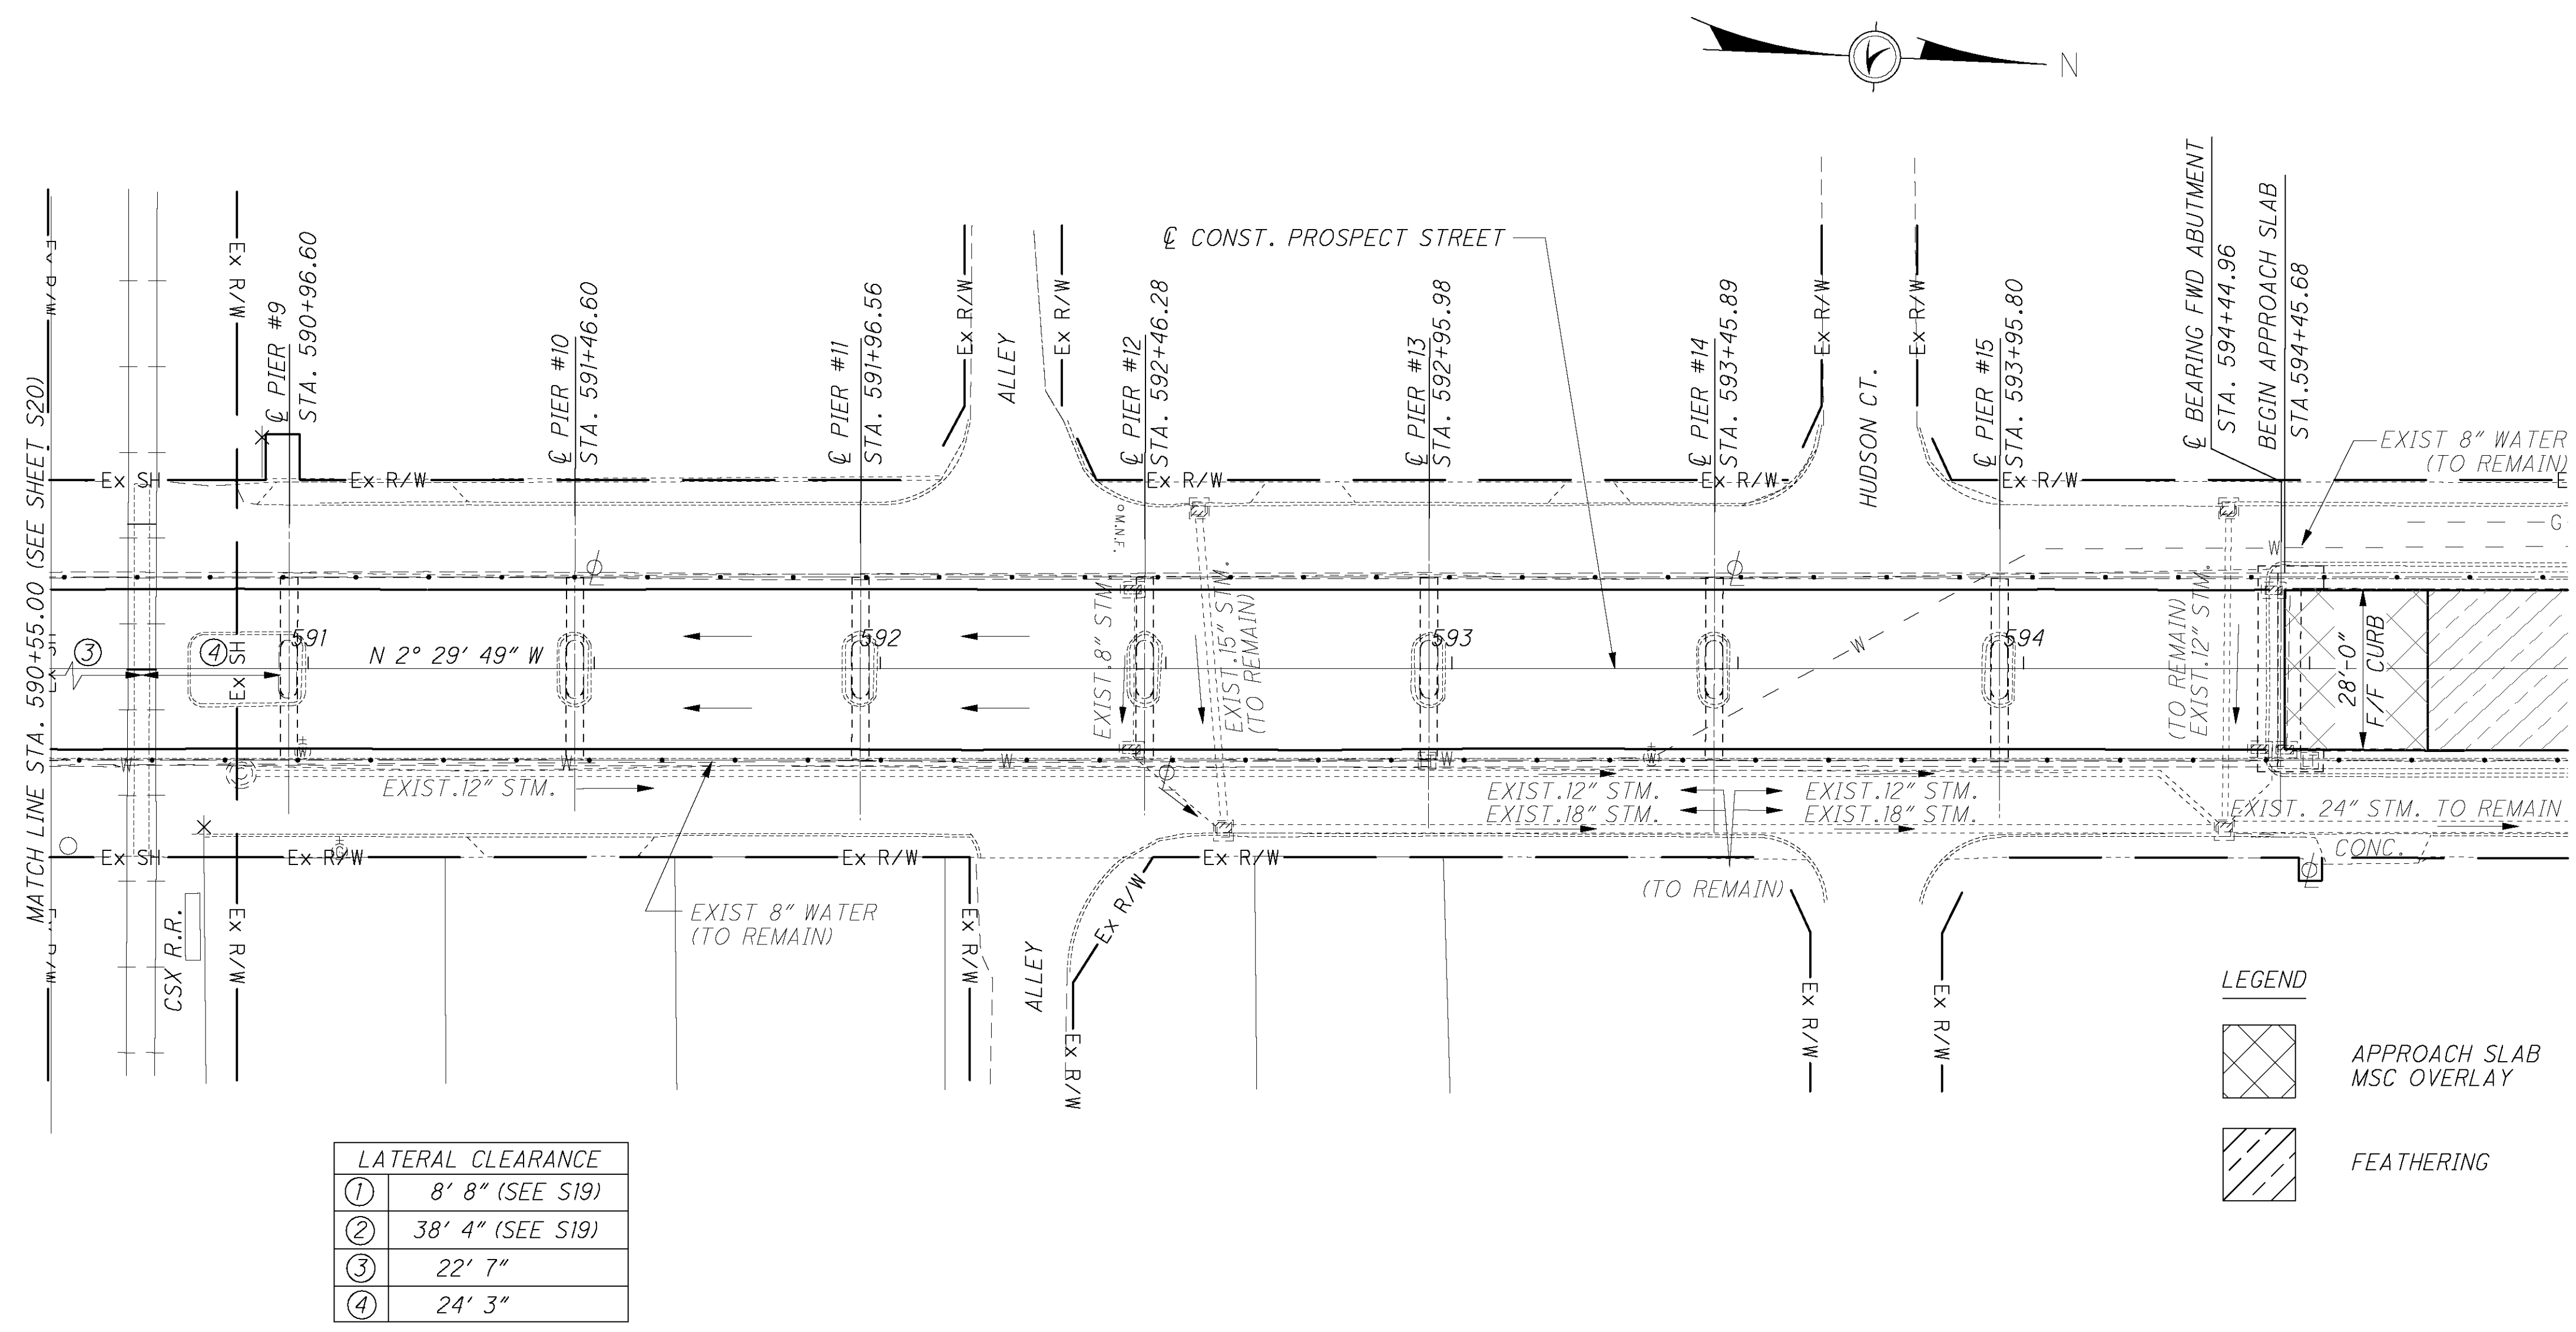 N
℄ CONST. PROSPECT STREET
MATCH LINE STA. 590+55.00 (SEE SHEET S20)
Ex R/W
Ex R/W
℄ PIER #9
STA. 590+96.60
℄ PIER #10
STA. 591+46.60
℄ PIER #11
STA. 591+96.56
Ex R/W
ALLEY
Ex R/W
℄ PIER #12
STA. 592+46.28
℄ PIER #13
STA. 592+95.98
℄ PIER #14
STA. 593+45.89
Ex R/W
HUDSON CT.
Ex R/W
℄ PIER #15
STA. 593+95.80
℄ BEARING FWD ABUTMENT
STA. 594+44.96
BEGIN APPROACH SLAB
STA.594+45.68
EXIST 8" WATER
(TO REMAIN)
Ex SH
Ex R/W
Ex R/W
Ex R/W
Ex R/W
E
G
W
M.N.F.
EXIST.8" STM.
EXIST.15" STM.
(TO REMAIN)
(TO REMAIN)
EXIST.12" STM.
591
592
593
594
3
4
Ex SH
N 2° 29' 49" W
W
28'-0"
F/F CURB
W
W
W
W
W
W
EXIST.12" STM.
EXIST.12" STM.
EXIST.18" STM.
EXIST.12" STM.
EXIST.18" STM.
EXIST. 24" STM. TO REMAIN
CONC.
Ex SH
Ex R/W
G
Ex R/W
Ex R/W
(TO REMAIN)
EXIST 8" WATER
(TO REMAIN)
CSX R.R.
Ex R/W
Ex R/W
Ex R/W
ALLEY
Ex R/W
Ex R/W
Ex R/W
Ex R/W
Ex R/W
LEGEND
APPROACH SLAB
MSC OVERLAY
FEATHERING
LATERAL CLEARANCE
1 8' 8" (SEE S19)
2 38' 4" (SEE S19)
3 22' 7"
4 24' 3"